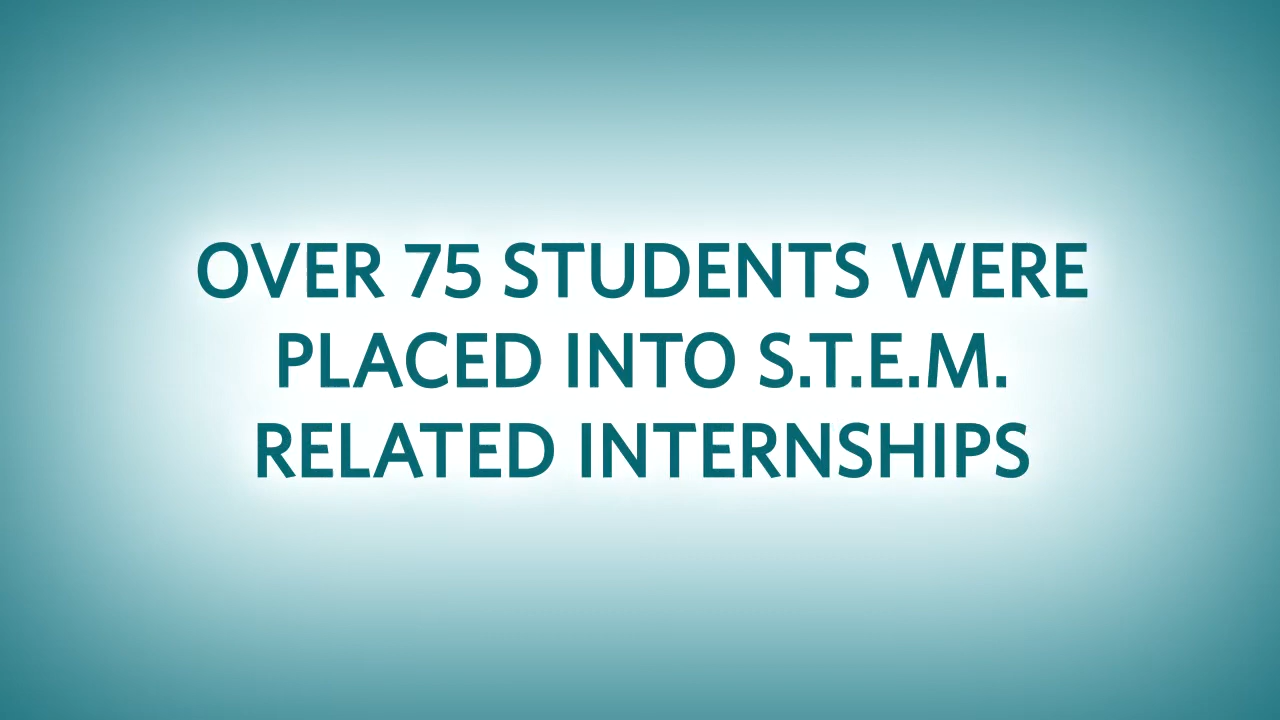 OVER 75 STUDENTS WERE
PLACED INTO S.T.E.M.
RELATED INTERNSHIPS